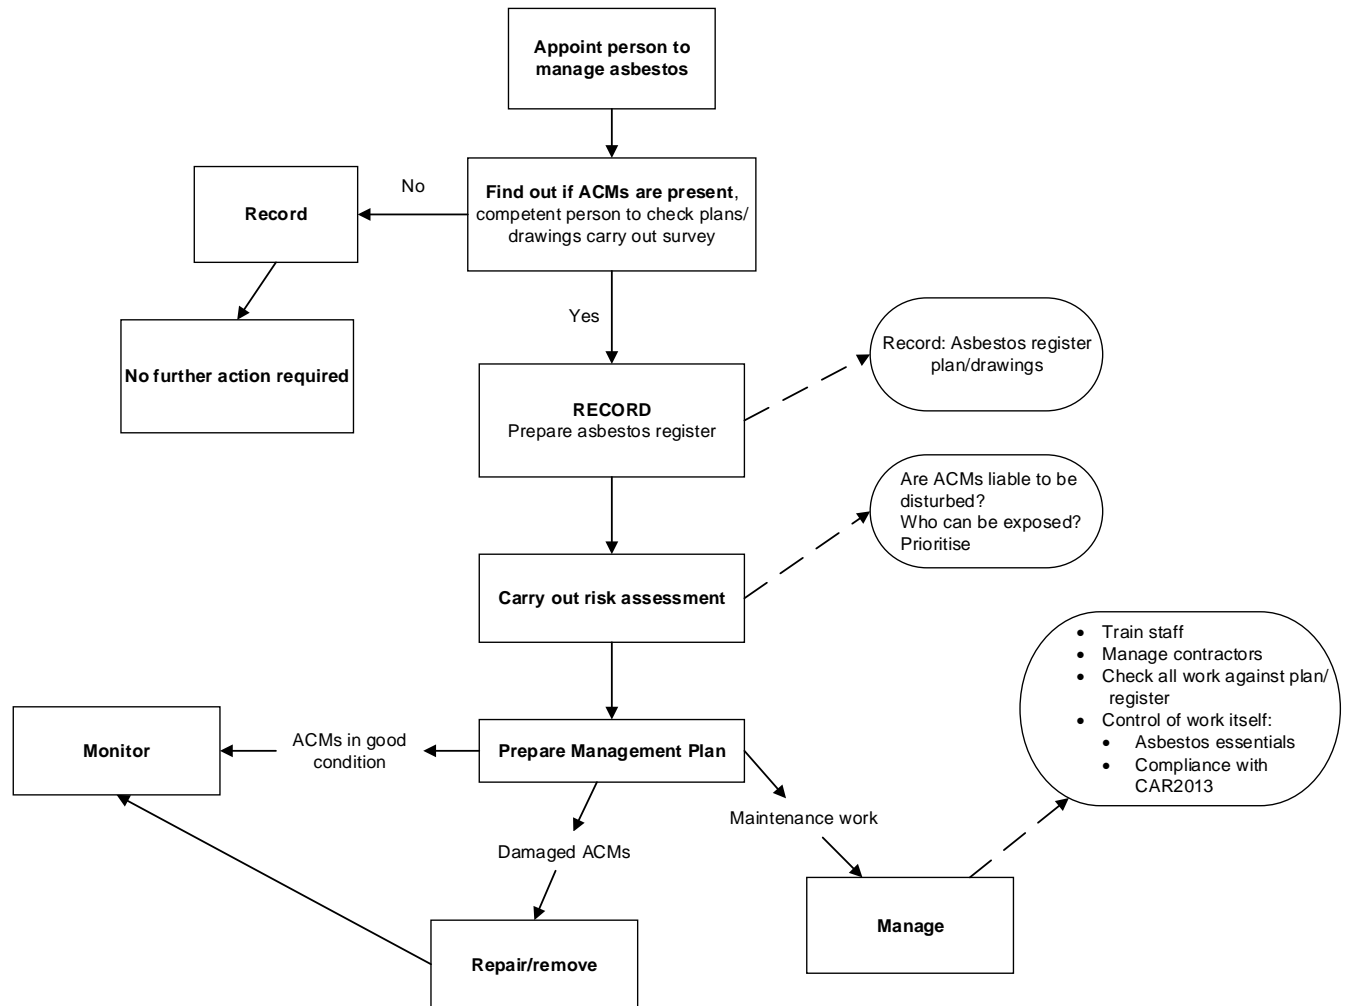 Appoint person to
manage asbestos
No
Find out if ACMs are present,
competent person to check plans/
drawings carry out survey
Record
Yes
No further action required
Record: Asbestos register
plan/drawings
RECORD
Prepare asbestos register
Are ACMs liable to be
disturbed?
Who can be exposed?
Prioritise
Carry out risk assessment
• Train staff
• Manage contractors
• Check all work against plan/
register
• Control of work itself:
• Asbestos essentials
• Compliance with
CAR2013
Monitor
ACMs in good
condition
Prepare Management Plan
Maintenance work
Damaged ACMs
Manage
Repair/remove